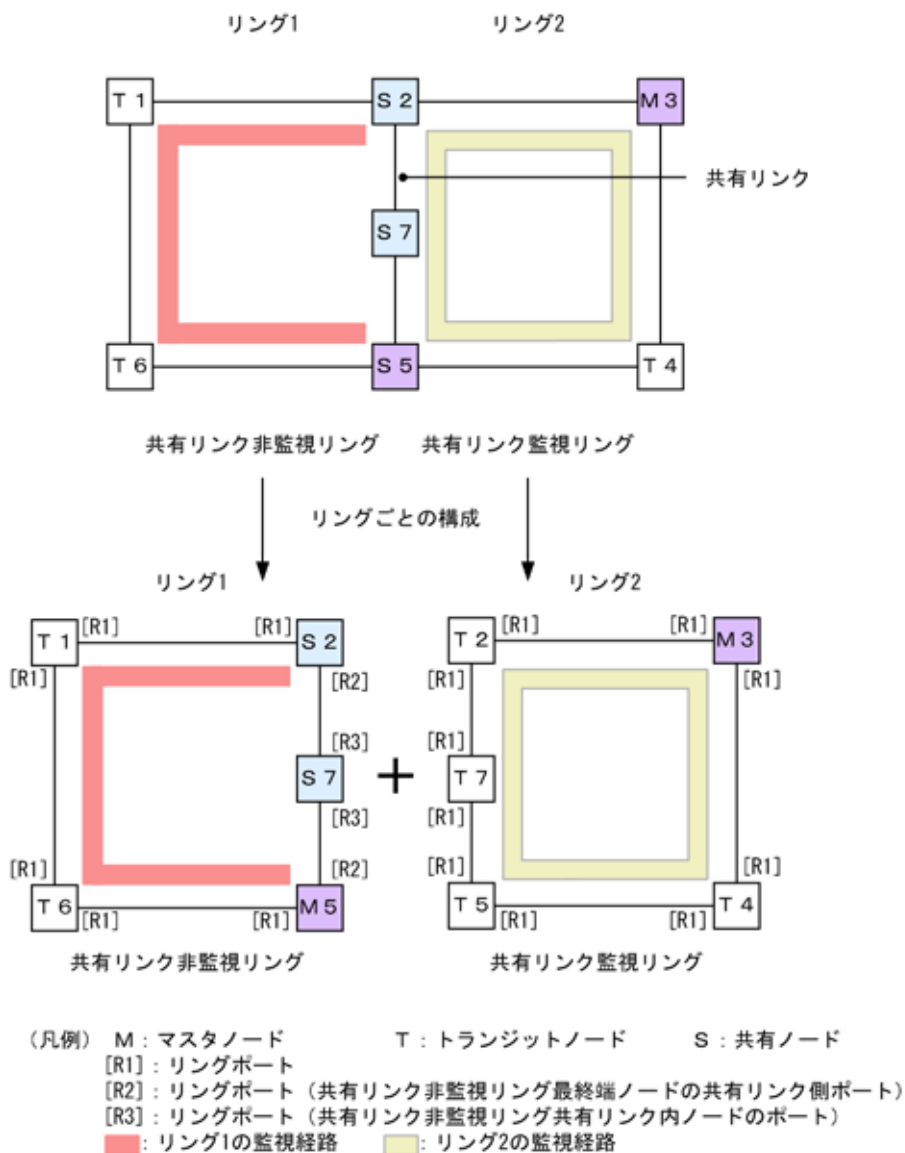 リング1 リング2
T 1 S 2 M 3
共有リンク
S 7
T 6 S 5 T 4
共有リンク非監視リング 共有リンク監視リング
リングごとの構成
リング1 リング2
T 1 [R1] [R1] S 2 T 2 [R1] [R1] M 3
[R1] [R2] [R1] [R1]
[R3] [R1]
S 7 + T 7
[R3] [R1]
[R1] [R2] [R1] [R1]
T 6 [R1] [R1] M 5 T 5 [R1] [R1] T 4
共有リンク非監視リング 共有リンク監視リング
(凡例) M：マスタノード T：トランジットノード S：共有ノード
[R1]：リングポート
[R2]：リングポート（共有リンク非監視リング最終端ノードの共有リンク側ポート）
[R3]：リングポート（共有リンク非監視リング共有リンク内ノードのポート）
：リング1の監視経路 ：リング2の監視経路